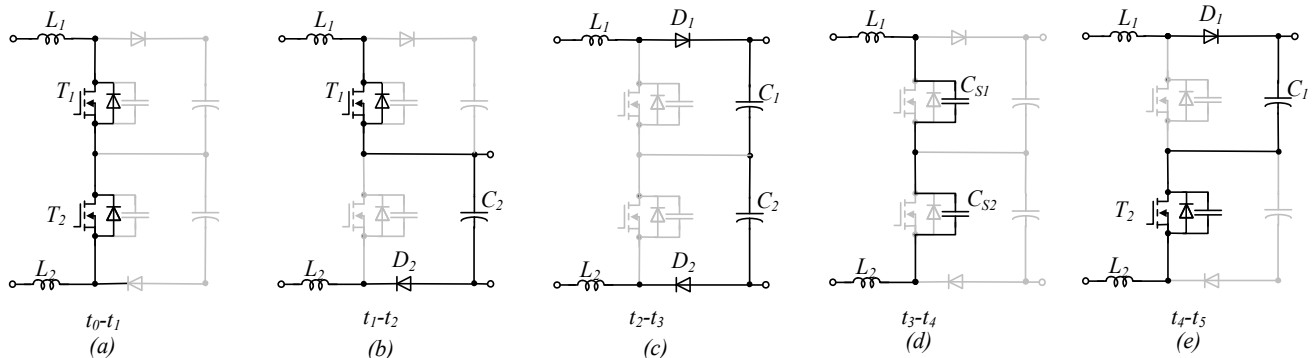 L1
T1
T2
L2
t0-t1
(a)
L1
T1
C2
L2
D2
t1-t2
(b)
L1
D1
C1
C2
L2
D2
t2-t3
(c)
L1
CS1
CS2
L2
t3-t4
(d)
L1
D1
C1
T2
L2
t4-t5
(e)